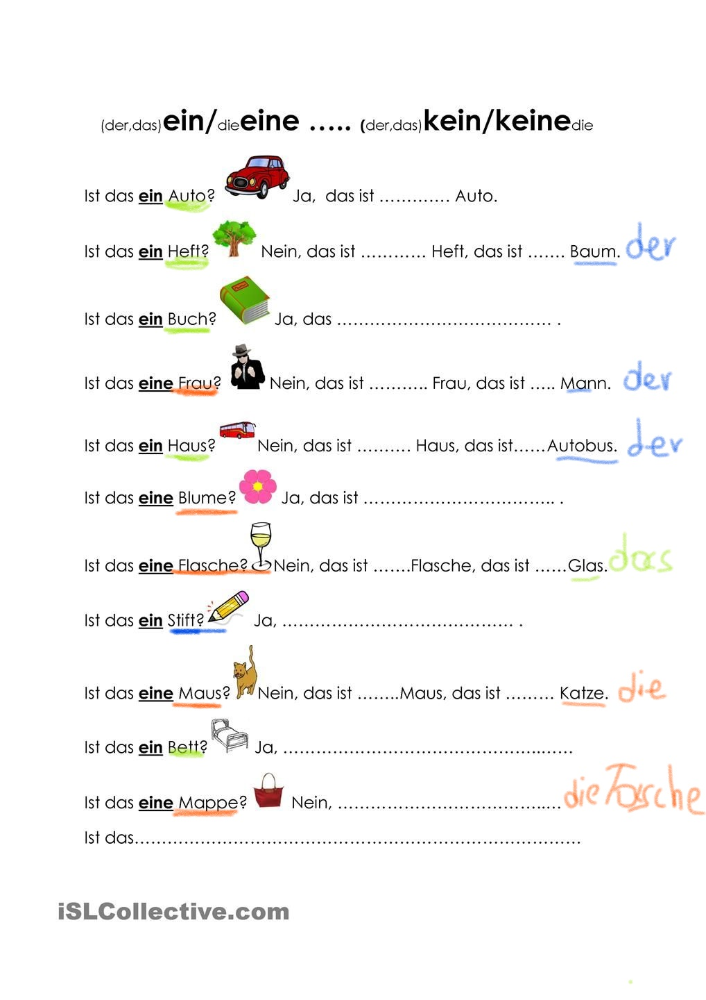 (der,das)ein/dieeine ..... (der,das)kein/keinedie
Ist das ein Auto? Ja, das ist ............. Auto.
Ist das ein Heft? Nein, das ist ............ Heft, das ist ....... Baum. der
Ist das ein Buch? Ja, das ....................................... .
Ist das eine Frau? Nein, das ist ........... Frau, das ist ..... Mann. der
Ist das ein Haus? Nein, das ist .......... Haus, das ist......Autobus. der
Ist das eine Blume? Ja, das ist ................................... .
Ist das eine Flasche? Nein, das ist .......Flasche, das ist ......Glas. das
Ist das ein Stift? Ja, .......................................... .
Ist das eine Maus? Nein, das ist ........Maus, das ist ......... Katze. die
Ist das ein Bett? Ja, .....................................................
Ist das eine Mappe? Nein, ......................................... die Tasche
Ist das.................................................................................
iSLCollective.com